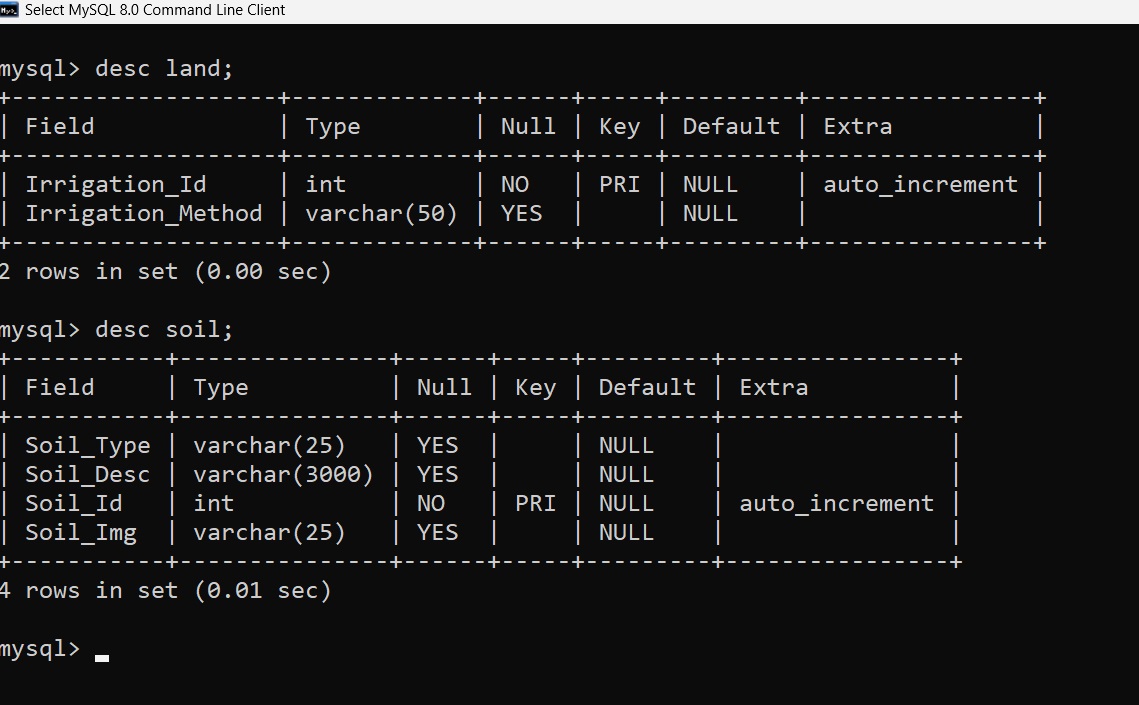 Select MySQL 8.0 Command Line Client
mysql> desc land;
+-------------------+-------------+------+-----+---------+----------------+
| Field             | Type        | Null | Key | Default | Extra          |
+-------------------+-------------+------+-----+---------+----------------+
| Irrigation_Id     | int         | NO   | PRI | NULL    | auto_increment |
| Irrigation_Method | varchar(50) | YES  |     | NULL    |                |
+-------------------+-------------+------+-----+---------+----------------+
2 rows in set (0.00 sec)
mysql> desc soil;
+-----------+---------------+------+-----+---------+----------------+
| Field     | Type          | Null | Key | Default | Extra          |
+-----------+---------------+------+-----+---------+----------------+
| Soil_Type | varchar(25)   | YES  |     | NULL    |                |
| Soil_Desc | varchar(3000) | YES  |     | NULL    |                |
| Soil_Id   | int           | NO   | PRI | NULL    | auto_increment |
| Soil_Img  | varchar(25)   | YES  |     | NULL    |                |
+-----------+---------------+------+-----+---------+----------------+
4 rows in set (0.01 sec)
mysql>